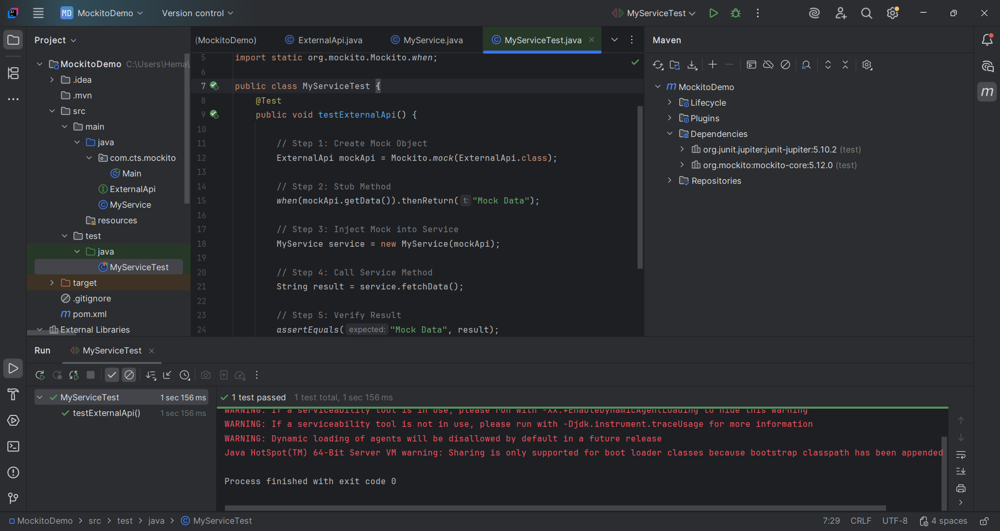 MD MockitoDemo Version control MyServiceTest
Project
MockitoDemo C:\Users\Hema\
.idea
.mvn
src
main
java
com.cts.mockito
Main
ExternalApi
MyService
resources
test
java
MyServiceTest
target
.gitignore
pom.xml
External Libraries
(MockitoDemo) ExternalApi.java MyService.java MyServiceTest.java
5 import static org.mockito.Mockito.when;
6
7 public class MyServiceTest {
8 @Test
9 public void testExternalApi() {
10
11 // Step 1: Create Mock Object
12 ExternalApi mockApi = Mockito.mock(ExternalApi.class);
13
14 // Step 2: Stub Method
15 when(mockApi.getData()).thenReturn( t: "Mock Data");
16
17 // Step 3: Inject Mock into Service
18 MyService service = new MyService(mockApi);
19
20 // Step 4: Call Service Method
21 String result = service.fetchData();
22
23 // Step 5: Verify Result
24 assertEquals( expected: "Mock Data", result);
Maven
MockitoDemo
Lifecycle
Plugins
Dependencies
org.junit.jupiter:junit-jupiter:5.10.2 (test)
org.mockito:mockito-core:5.12.0 (test)
Repositories
Run MyServiceTest
MyServiceTest 1 sec 156 ms
testExternalApi() 1 sec 156 ms
1 test passed 1 test total, 1 sec 156 ms
WARNING: If a serviceability tool is in use, please run with -XX:+EnableDynamicAgentLoading to hide this warning
WARNING: If a serviceability tool is not in use, please run with -Djdk.instrument.traceUsage for more information
WARNING: Dynamic loading of agents will be disallowed by default in a future release
Java HotSpot(TM) 64-Bit Server VM warning: Sharing is only supported for boot loader classes because bootstrap classpath has been appended
Process finished with exit code 0
MockitoDemo > src > test > java > MyServiceTest
7:29 CRLF UTF-8 4 spaces